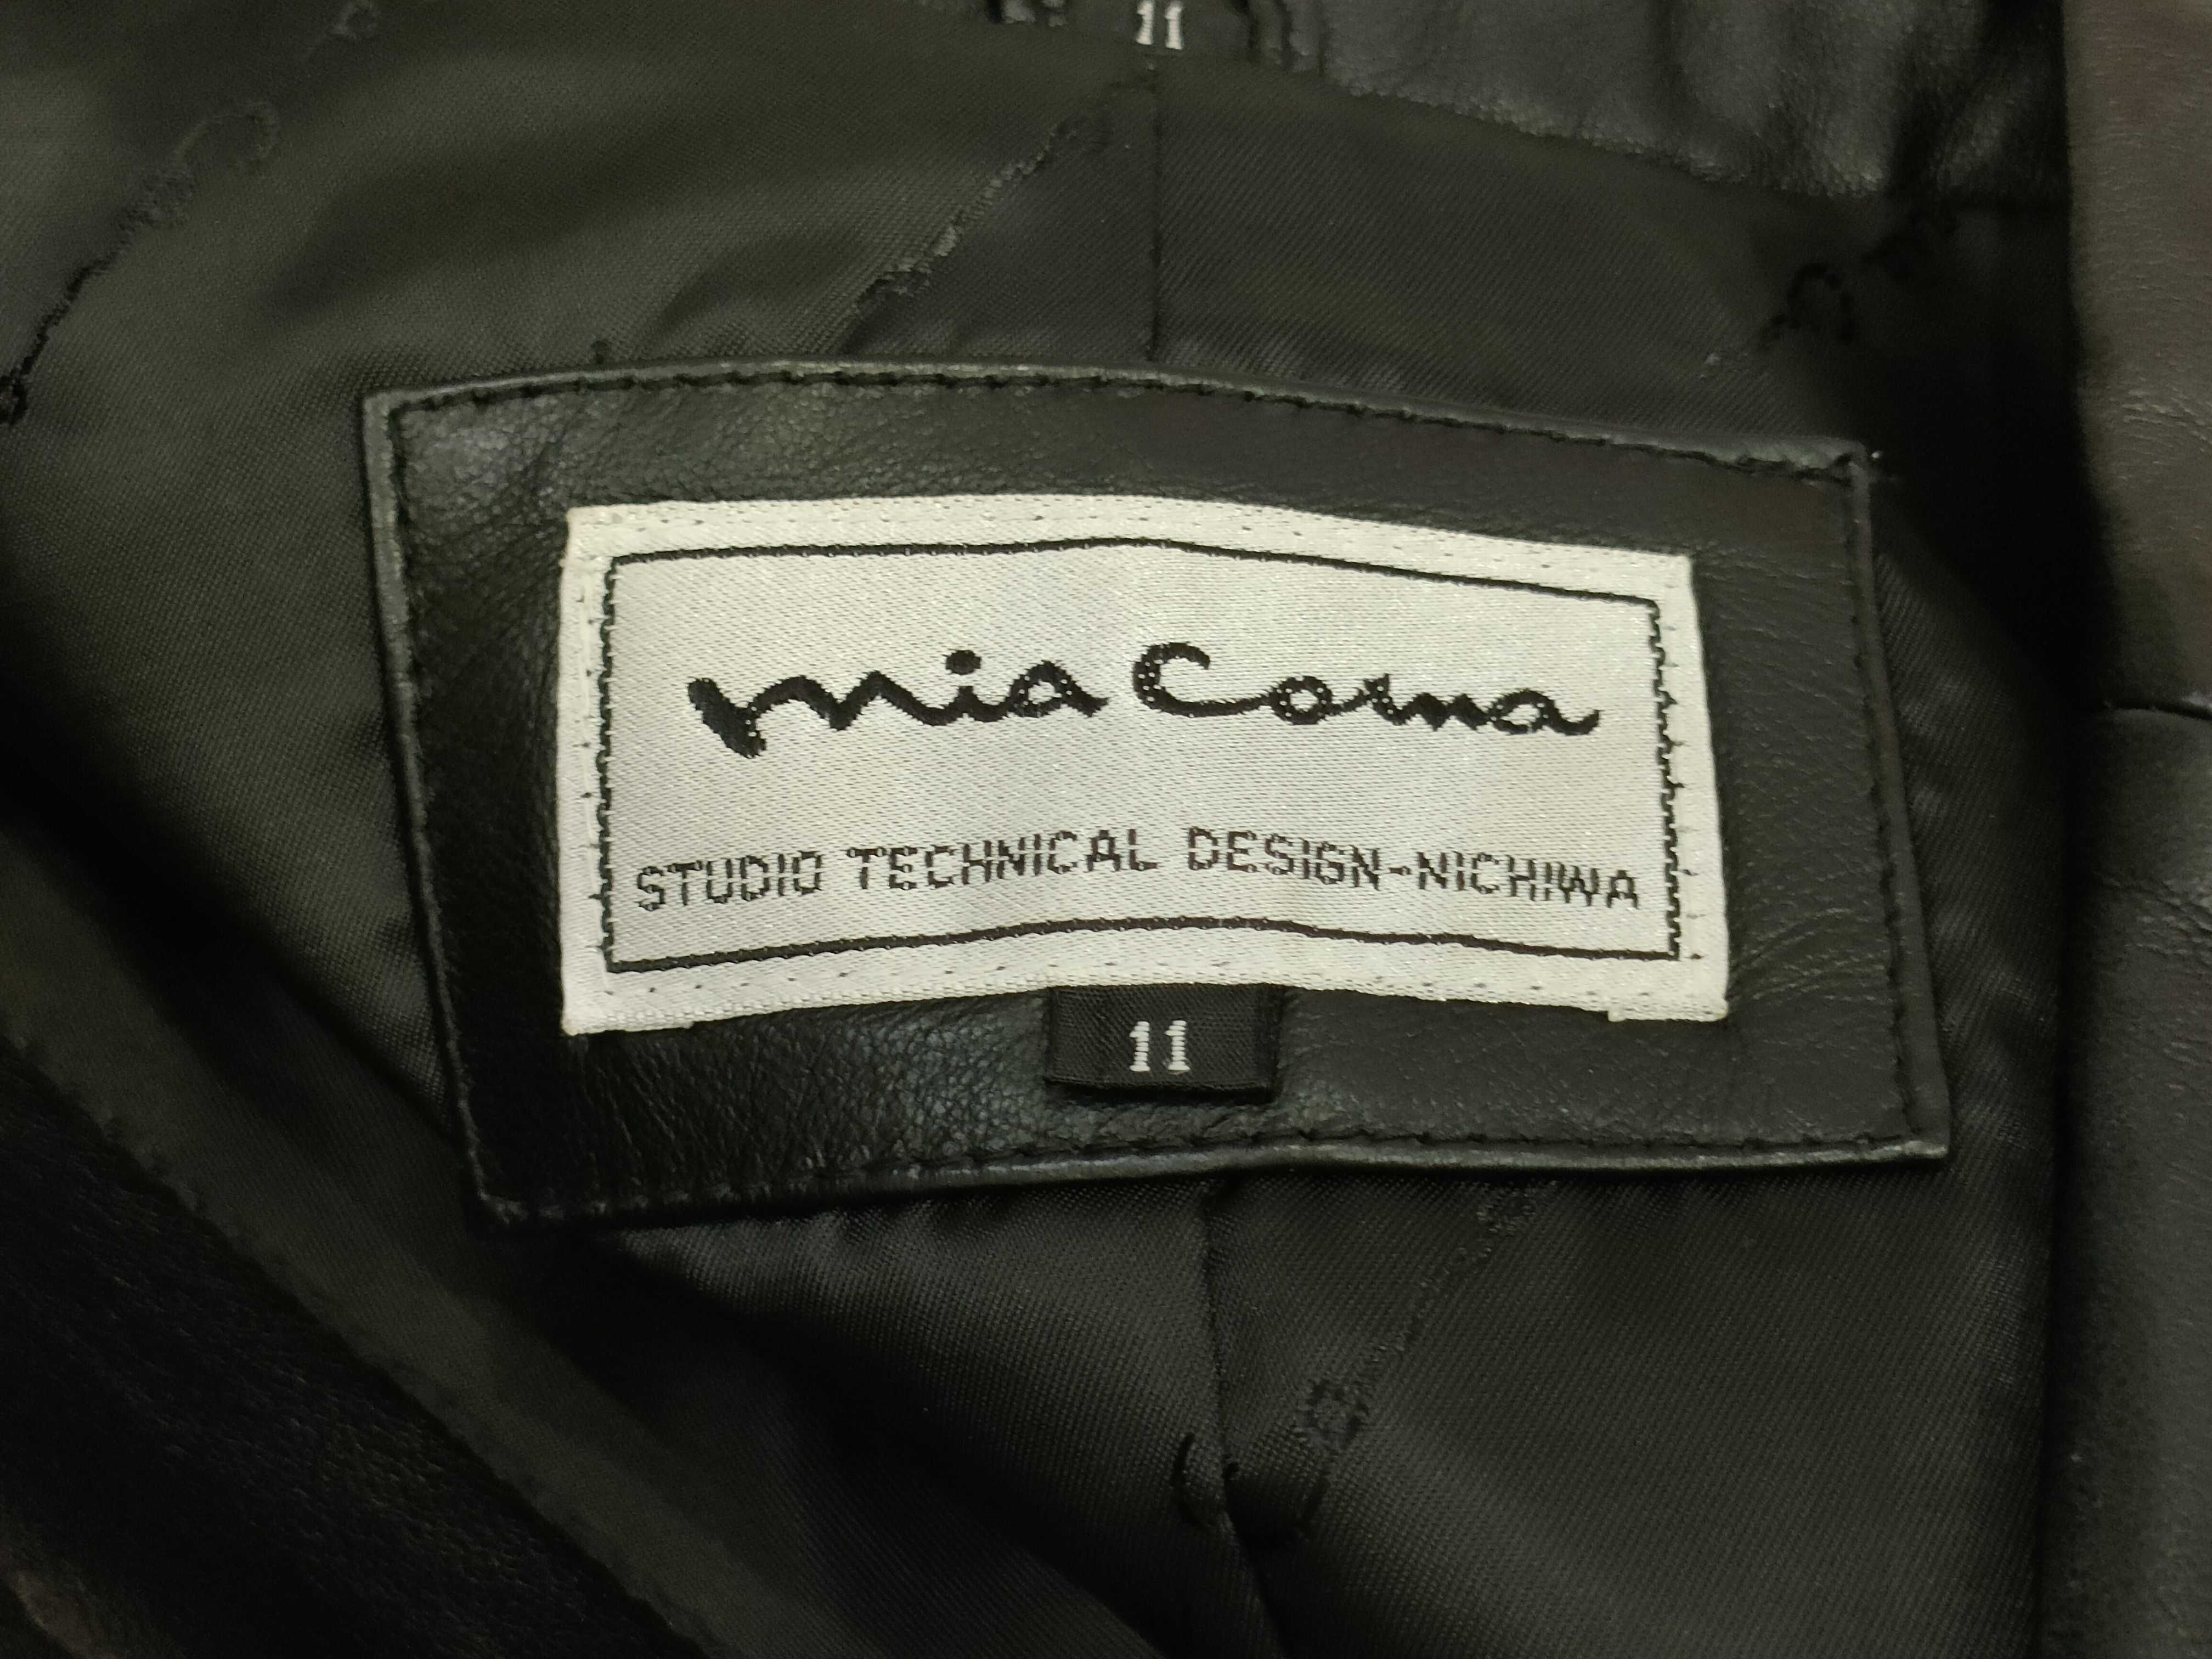 11
mia Coma
STUDIO TECHNICAL DESIGN-NICHIWA
11